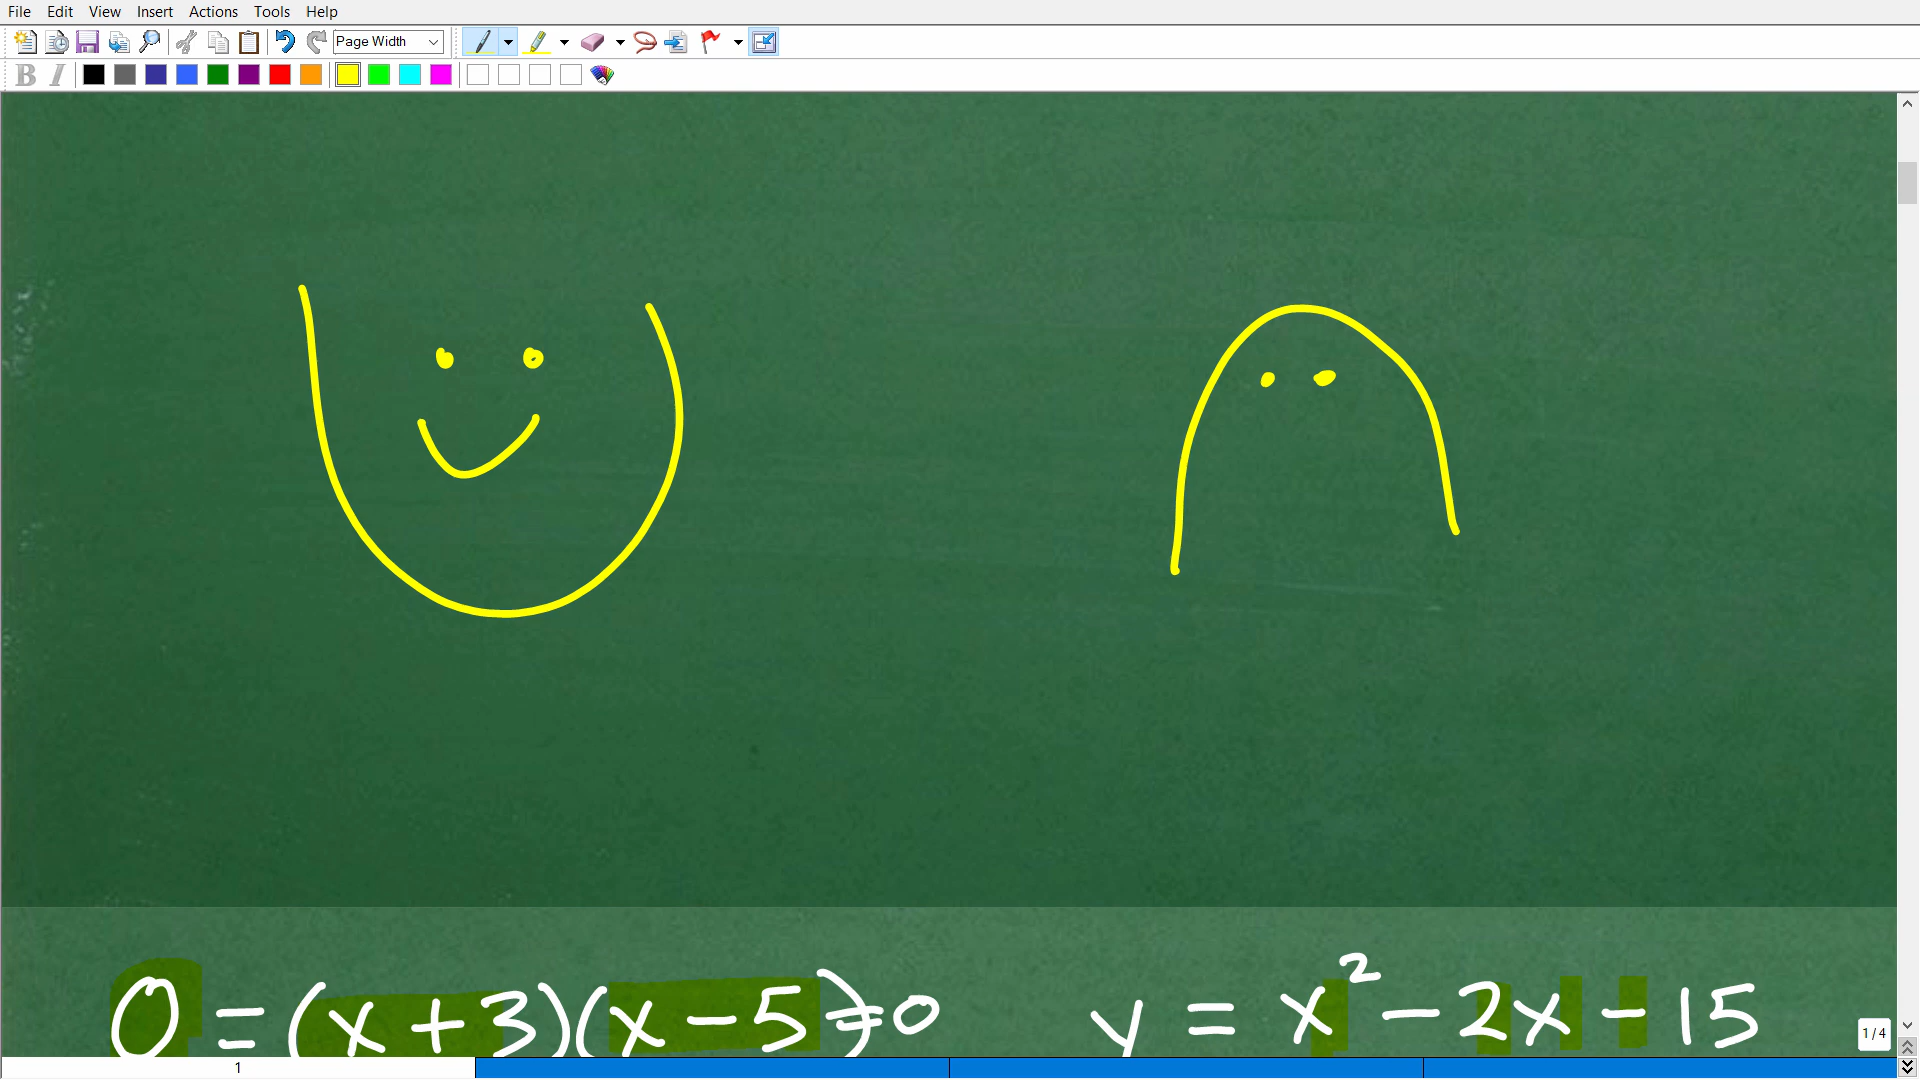 File Edit View Insert Actions Tools Help
Page Width
B I
0 = (x + 3)(x - 5) = 0
y = x² - 2x - 15
1 / 4
1